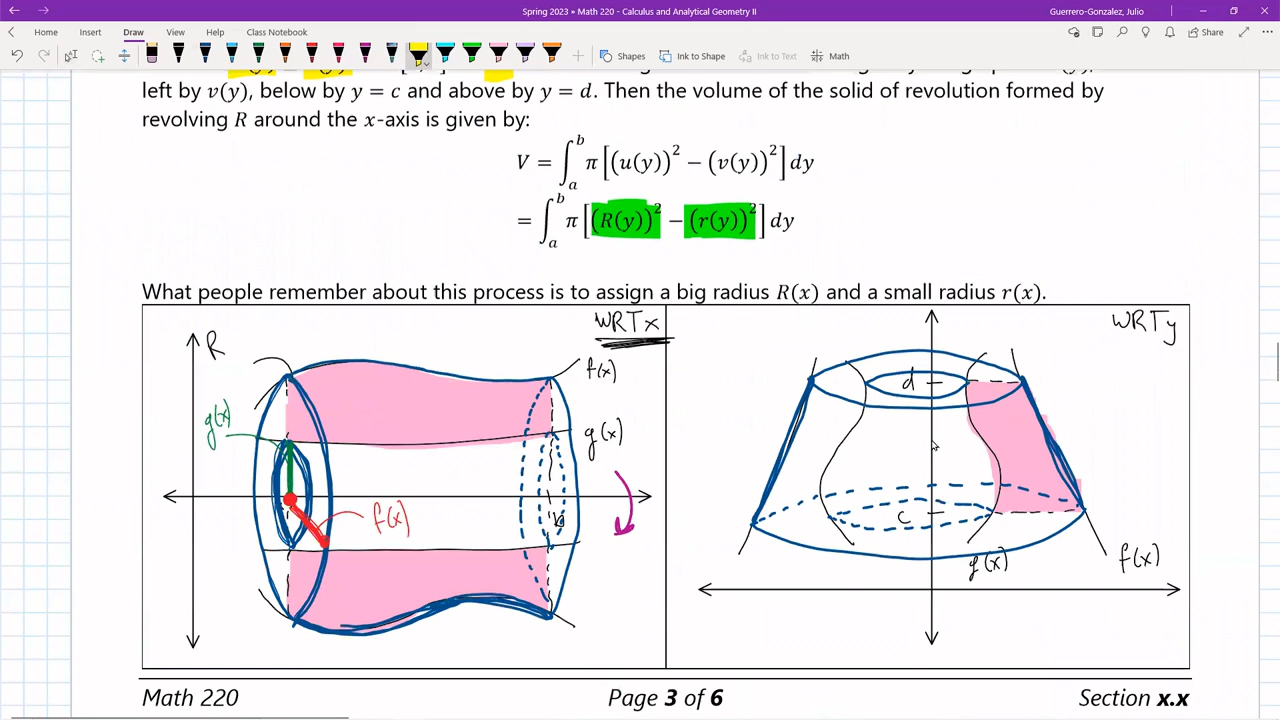 Spring 2023 » Math 220 - Calculus and Analytical Geometry II
Guerrero-Gonzalez, Julio
Home Insert Draw View Help Class Notebook Share
Shapes Ink to Shape Ink to Text Math
left by v(y), below by y = c and above by y = d. Then the volume of the solid of revolution formed by
revolving R around the x-axis is given by:
V = ∫_a^b π[(u(y))² − (v(y))²] dy
= ∫_a^b π[(R(y))² − (r(y))²] dy
What people remember about this process is to assign a big radius R(x) and a small radius r(x).
WRTx
R
f(x)
g(x)
g(x)
f(x)
WRTy
d
c
g(x)
f(x)
Math 220 Page 3 of 6 Section x.x